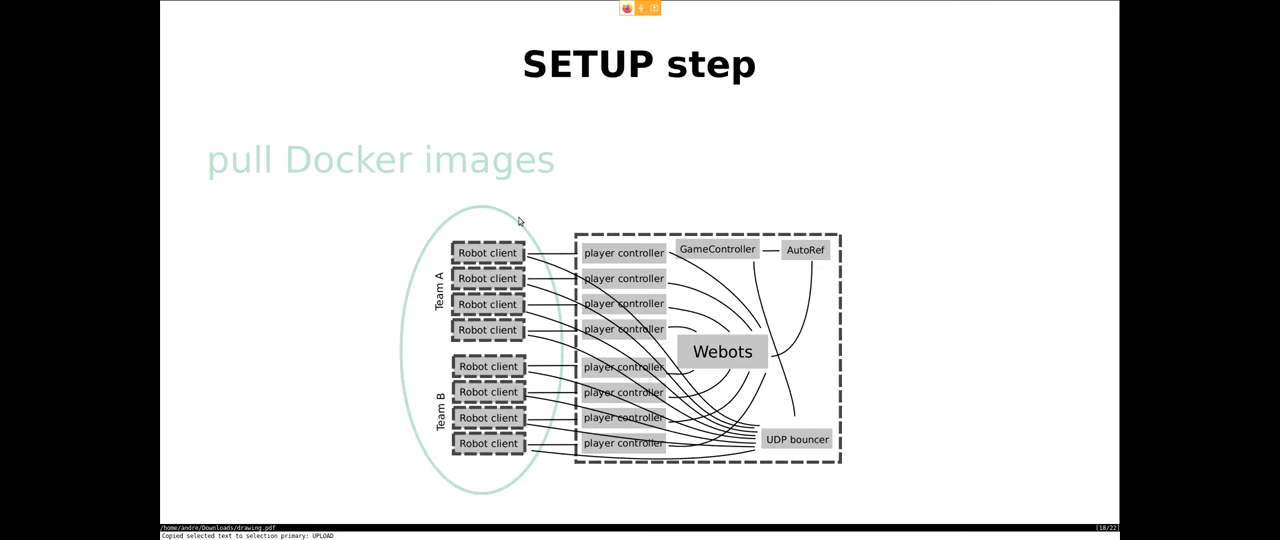 SETUP step
pull Docker images
Team A
Robot client
Robot client
Robot client
Robot client
Team B
Robot client
Robot client
Robot client
Robot client
player controller
player controller
player controller
player controller
player controller
player controller
player controller
player controller
GameController
AutoRef
Webots
UDP bouncer
/home/andre/Downloads/drawing.pdf
[18/22]
Copied selected text to selection primary: UPLOAD